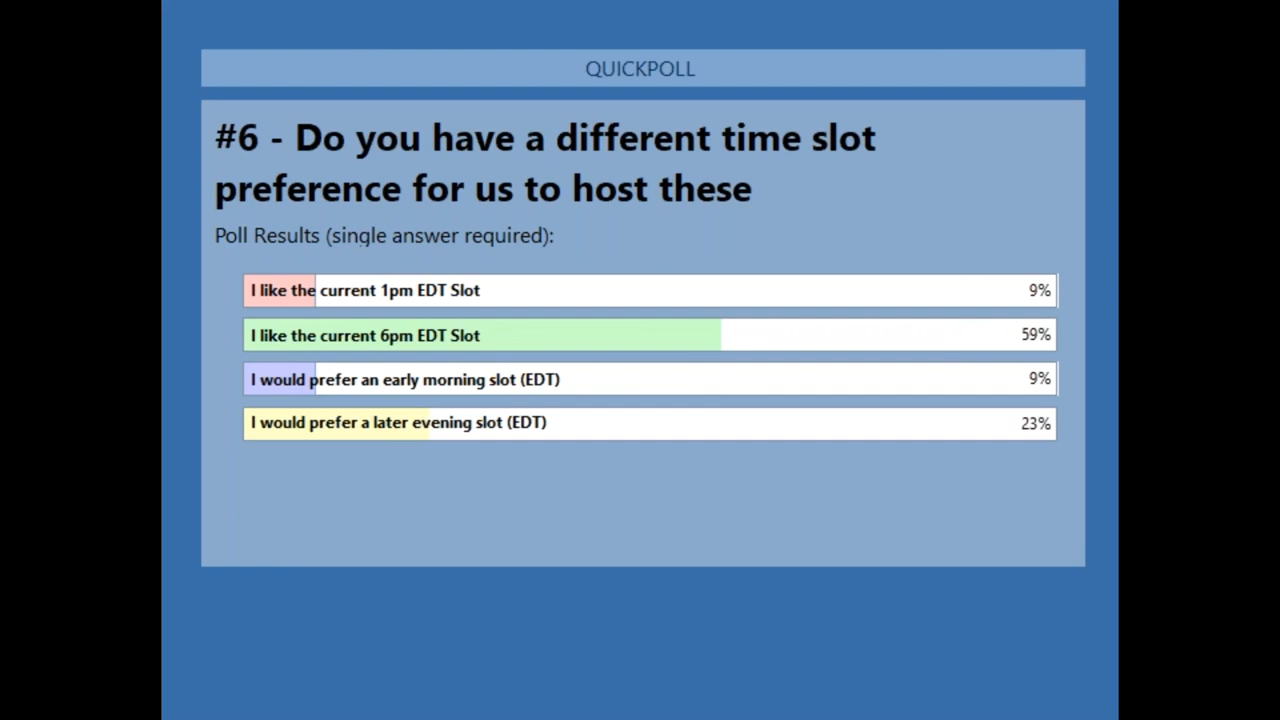 QUICKPOLL
#6 - Do you have a different time slot
preference for us to host these
Poll Results (single answer required):
I like the current 1pm EDT Slot 9%
I like the current 6pm EDT Slot 59%
I would prefer an early morning slot (EDT) 9%
I would prefer a later evening slot (EDT) 23%